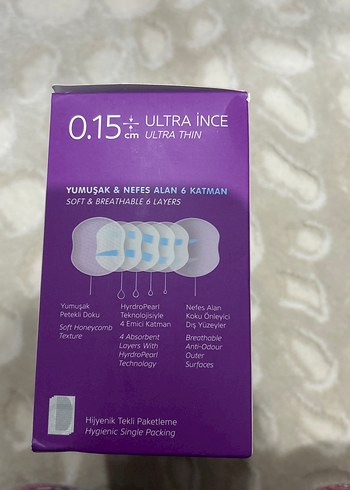 0.15 cm ULTRA İNCE
ULTRA THIN
YUMUŞAK & NEFES ALAN 6 KATMAN
SOFT & BREATHABLE 6 LAYERS
Yumuşak
Petekli Doku
Soft Honeycomb
Texture
HyrdroPearl
Teknolojisiyle
4 Emici Katman
4 Absorbent
Layers With
HydroPearl
Technology
Nefes Alan
Koku Önleyici
Dış Yüzeyler
Breathable
Anti-Odour
Outer
Surfaces
Hijyenik Tekli Paketleme
Hygienic Single Packing